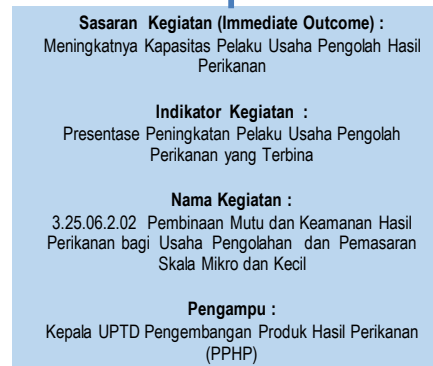 Sasaran Kegiatan (Immediate Outcome) :
Meningkatnya Kapasitas Pelaku Usaha Pengolah Hasil
Perikanan
Indikator Kegiatan :
Presentase Peningkatan Pelaku Usaha Pengolah
Perikanan yang Terbina
Nama Kegiatan :
3.25.06.2.02 Pembinaan Mutu dan Keamanan Hasil
Perikanan bagi Usaha Pengolahan dan Pemasaran
Skala Mikro dan Kecil
Pengampu :
Kepala UPTD Pengembangan Produk Hasil Perikanan
(PPHP)